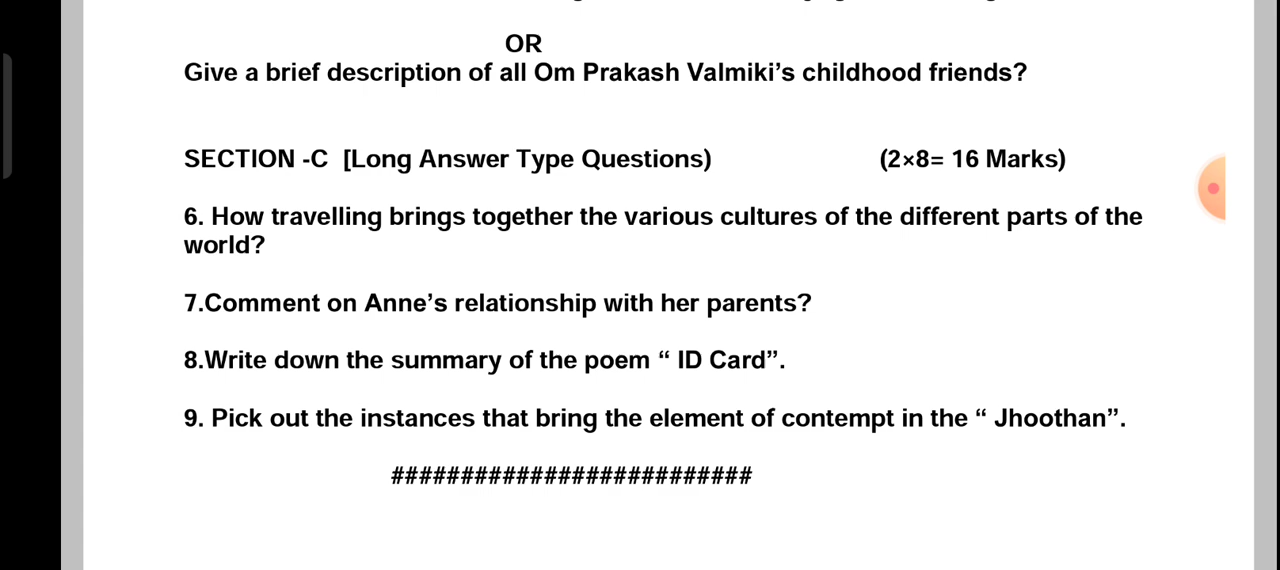 OR
Give a brief description of all Om Prakash Valmiki’s childhood friends?
SECTION -C [Long Answer Type Questions) (2×8= 16 Marks)
6. How travelling brings together the various cultures of the different parts of the
world?
7.Comment on Anne’s relationship with her parents?
8.Write down the summary of the poem “ ID Card”.
9. Pick out the instances that bring the element of contempt in the “ Jhoothan”.
##########################